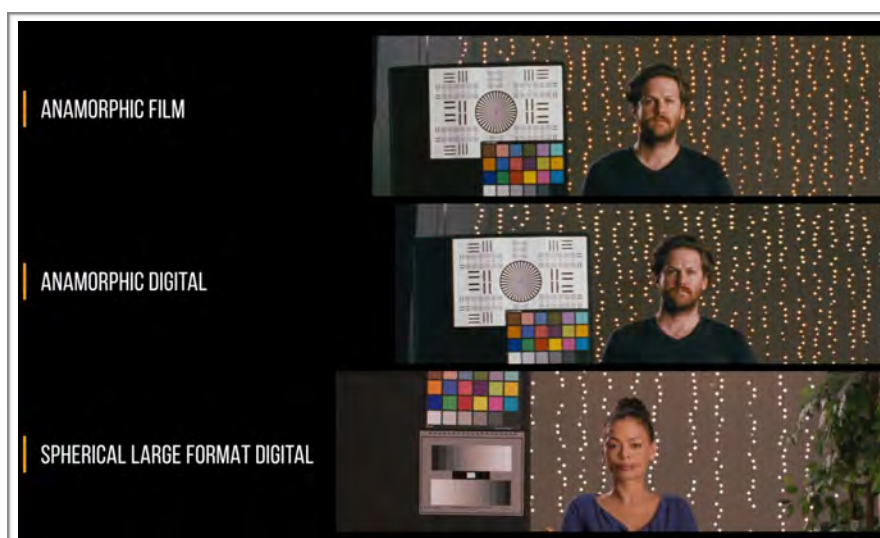 ANAMORPHIC FILM
ANAMORPHIC DIGITAL
SPHERICAL LARGE FORMAT DIGITAL